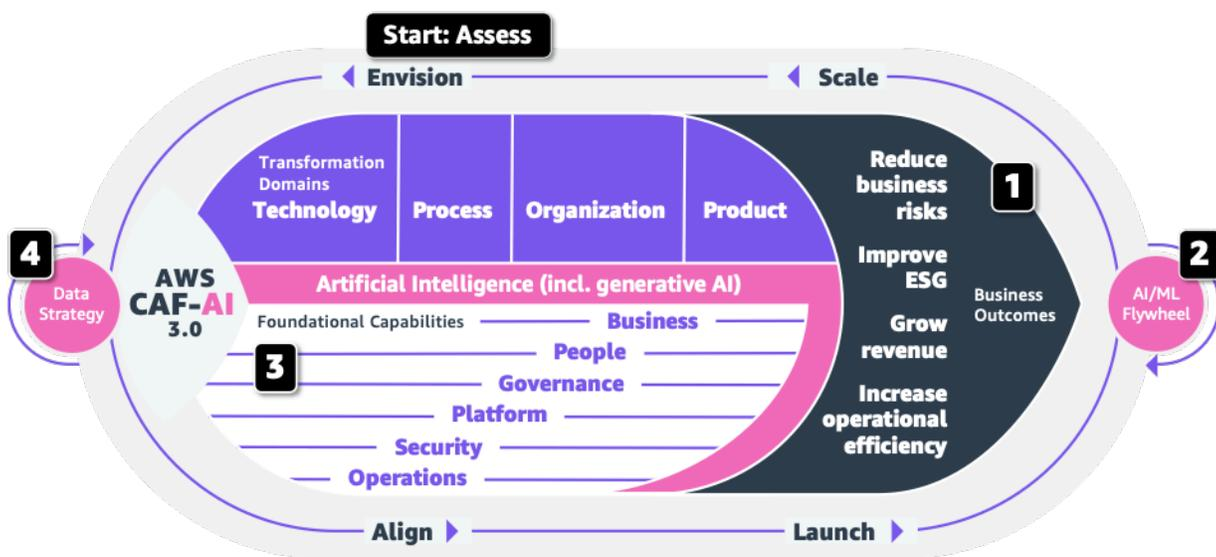 Start: Assess
Envision
Scale
Transformation
Domains
Technology
Process
Organization
Product
Reduce
business
risks
1
Improve
ESG
Grow
revenue
Increase
operational
efficiency
Business
Outcomes
4
Data
Strategy
AWS
CAF-AI
3.0
Artificial Intelligence (incl. generative AI)
2
AI/ML
Flywheel
Foundational Capabilities
Business
3
People
Governance
Platform
Security
Operations
Align
Launch